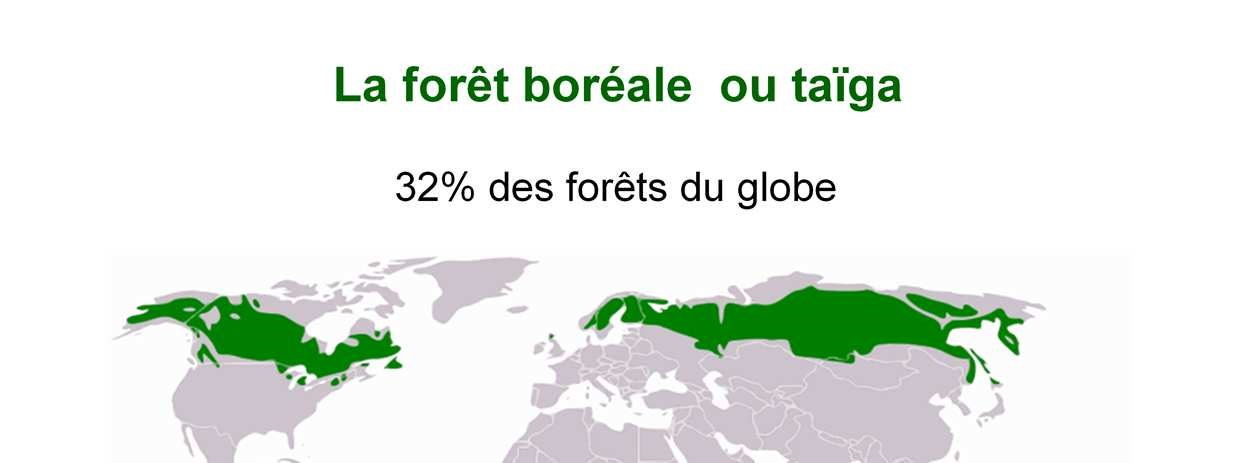 La forêt boréale ou taïga
32% des forêts du globe